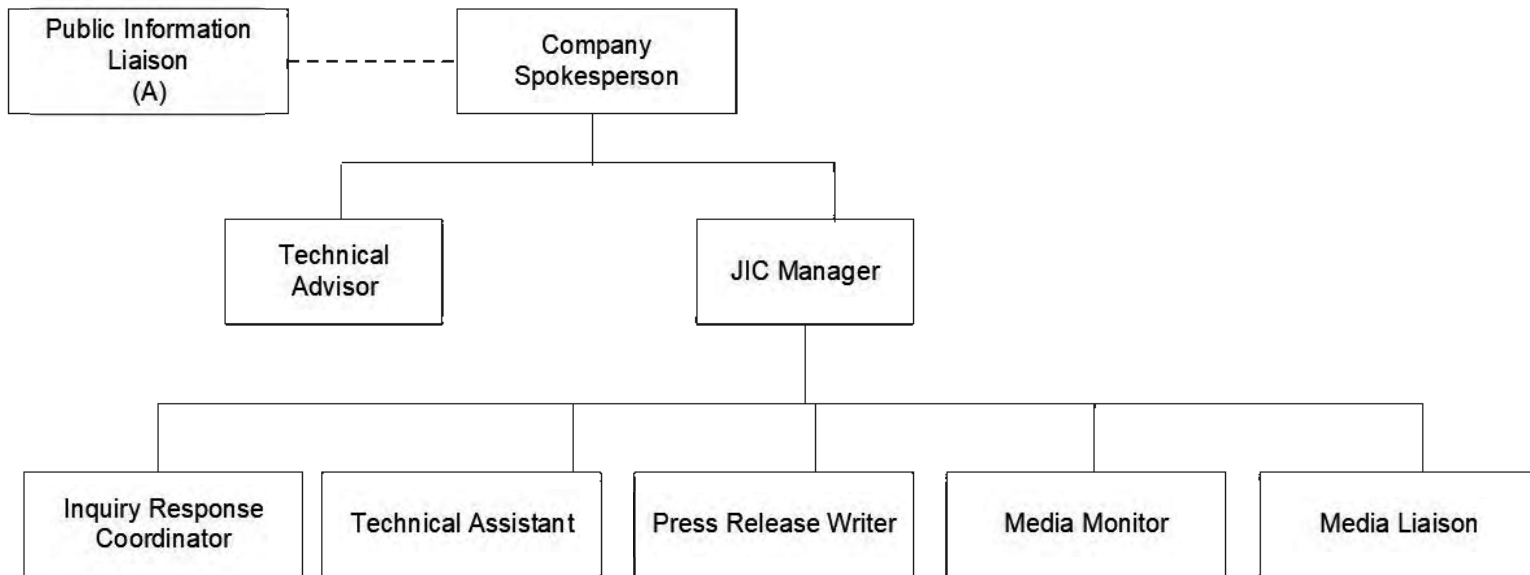 Public Information
Liaison
(A)
Company
Spokesperson
Technical
Advisor
JIC Manager
Inquiry Response
Coordinator
Technical Assistant
Press Release Writer
Media Monitor
Media Liaison